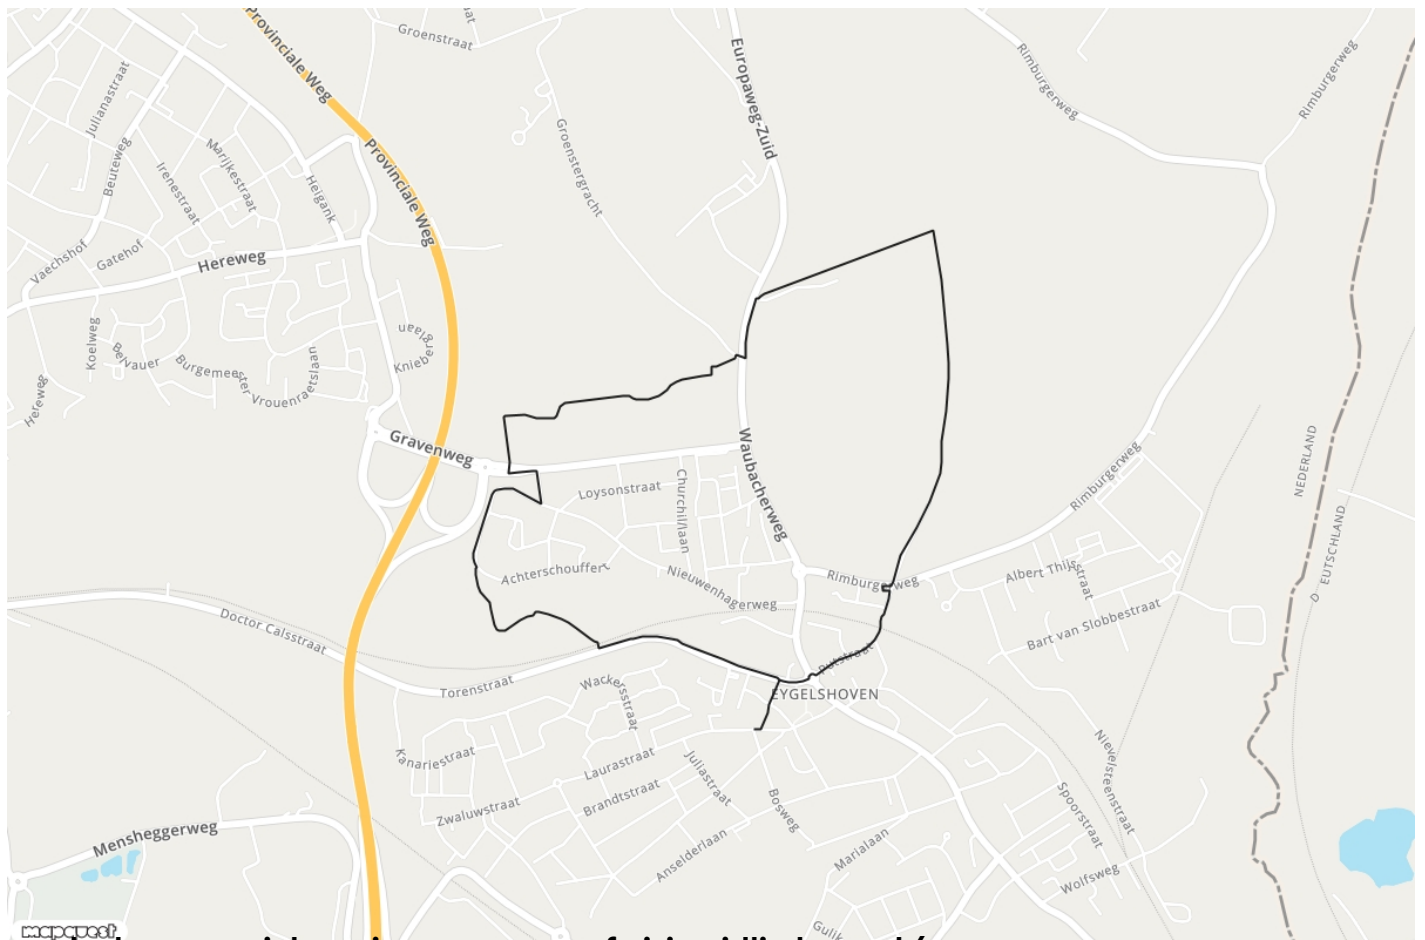 Provinciale Weg
Groenstraat
Europaweg-Zuid
Rimburgerweg
Rimburgerweg
Julianastraat
Beuteweg
Marijkestraat
Irenestraat
Heigank
Provinciale Weg
Groenstergracht
Vaechshof
Gatehof
Hereweg
Koelweg
Belvauer
Burgemeester Vrouenraetslaan
Knieberglaan
Hereweg
Gravenweg
Waubacherweg
Loysonstraat
Churchilllaan
Achterschouffert
Nieuwenhagerweg
Rimburgerweg
Rimburgerweg
Albert Thijsstraat
Bart van Slobbestraat
NEDERLAND
DEUTSCHLAND
Doctor Calsstraat
Torenstraat
Putstraat
EYGELSHOVEN
Wackersstraat
Kanariestraat
Laurastraat
Juliastraat
Brandtstraat
Zwaluwstraat
Bosweg
Anselderlaan
Marialaan
Nievelsteenstraat
Spoorstraat
Wolfsweg
Mensheggerweg
mapquest